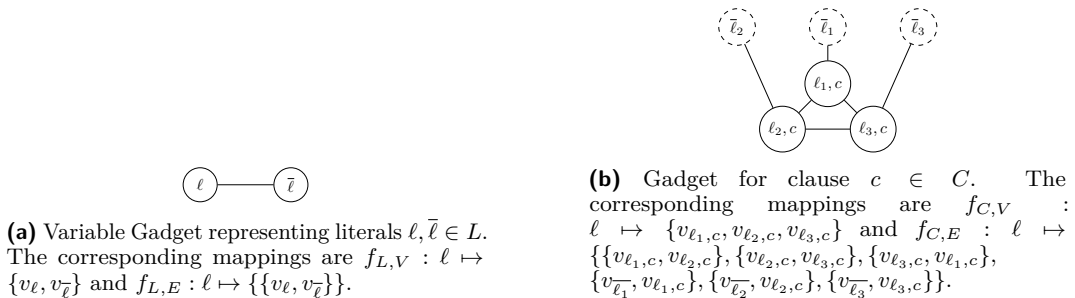 ℓ̅₂ ℓ̅₁ ℓ̅₃
ℓ₁, c
ℓ₂, c ℓ₃, c
ℓ ℓ̅
(a) Variable Gadget representing literals ℓ, ℓ̅ ∈ L.
The corresponding mappings are f_{L,V} : ℓ ↦
{v_ℓ, v_ℓ̅} and f_{L,E} : ℓ ↦ {{v_ℓ, v_ℓ̅}}.
(b) Gadget for clause c ∈ C. The
corresponding mappings are f_{C,V} :
ℓ ↦ {v_{ℓ₁,c}, v_{ℓ₂,c}, v_{ℓ₃,c}} and f_{C,E} : ℓ ↦
{{v_{ℓ₁,c}, v_{ℓ₂,c}}, {v_{ℓ₂,c}, v_{ℓ₃,c}}, {v_{ℓ₃,c}, v_{ℓ₁,c}},
{v_{ℓ̅₁}, v_{ℓ₁,c}}, {v_{ℓ̅₂}, v_{ℓ₂,c}}, {v_{ℓ̅₃}, v_{ℓ₃,c}}}.